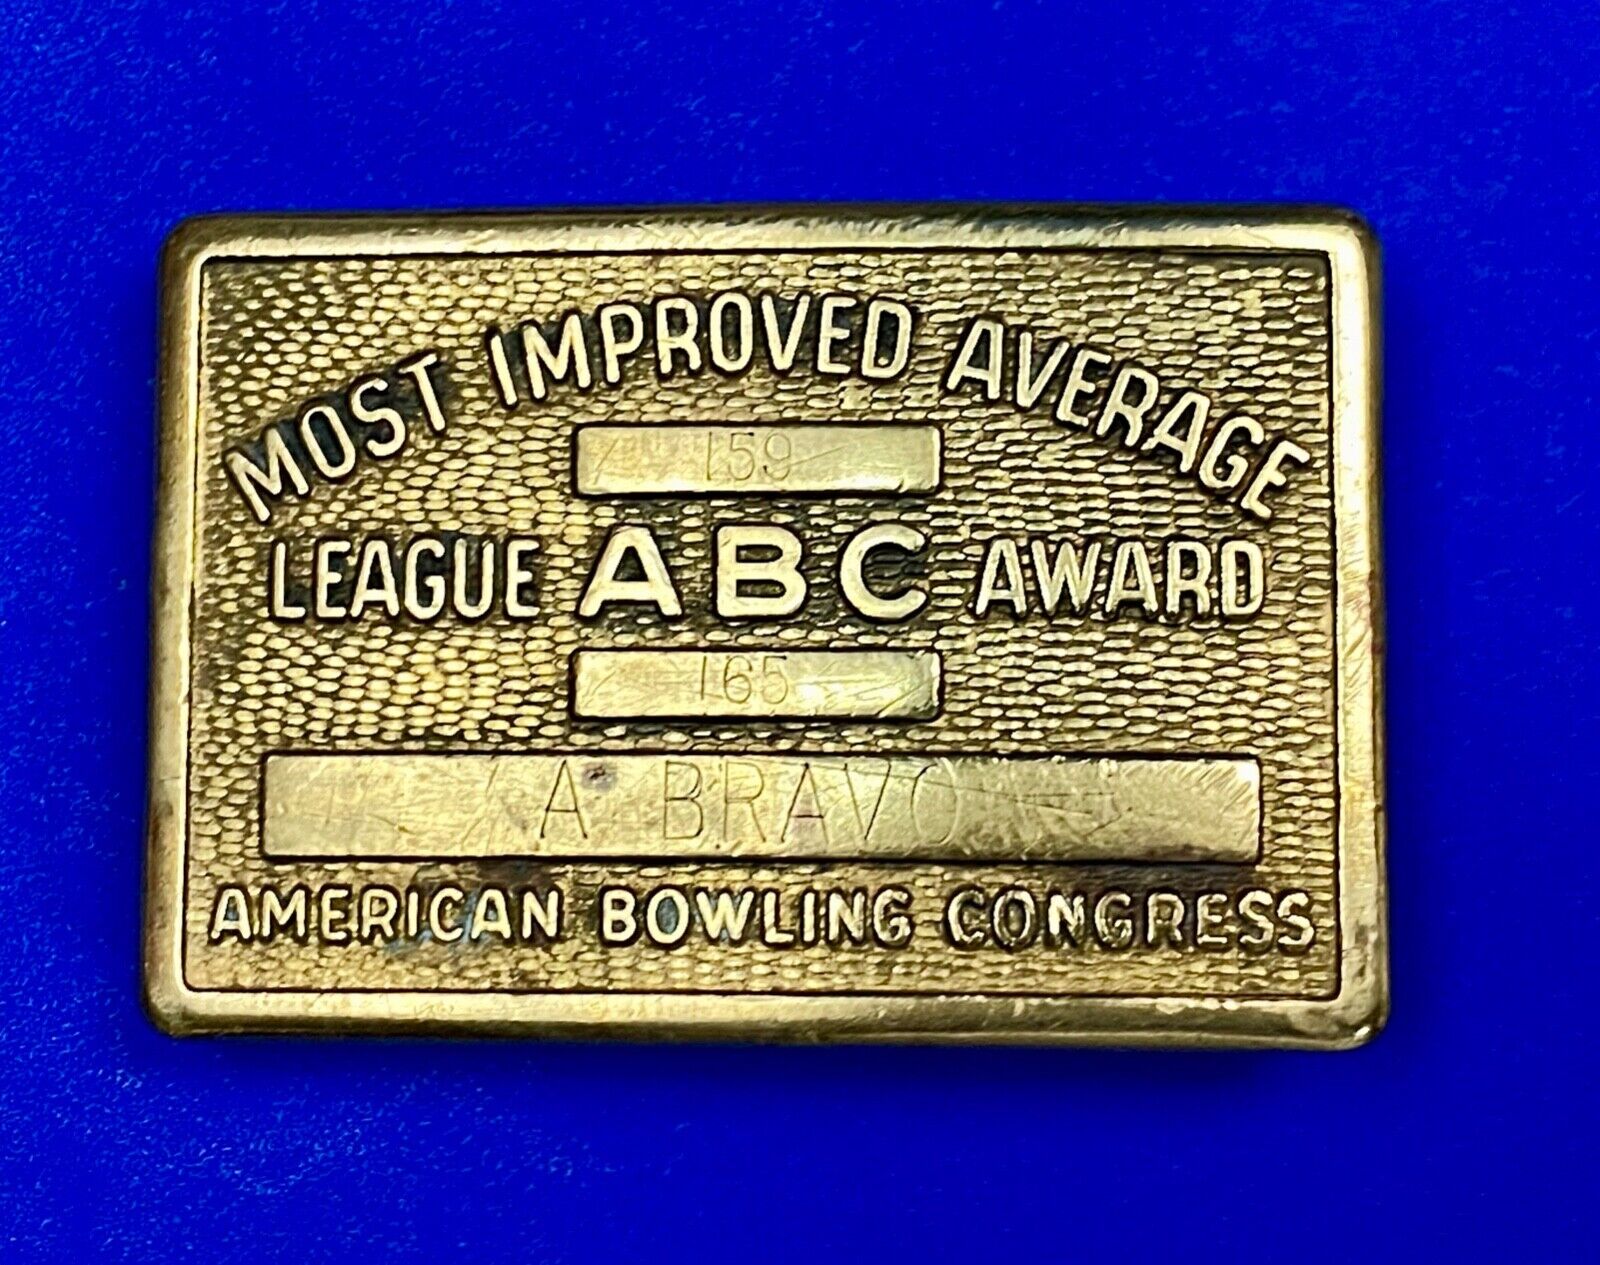 MOST IMPROVED AVERAGE
159
LEAGUE ABC AWARD
165
A BRAVO
AMERICAN BOWLING CONGRESS